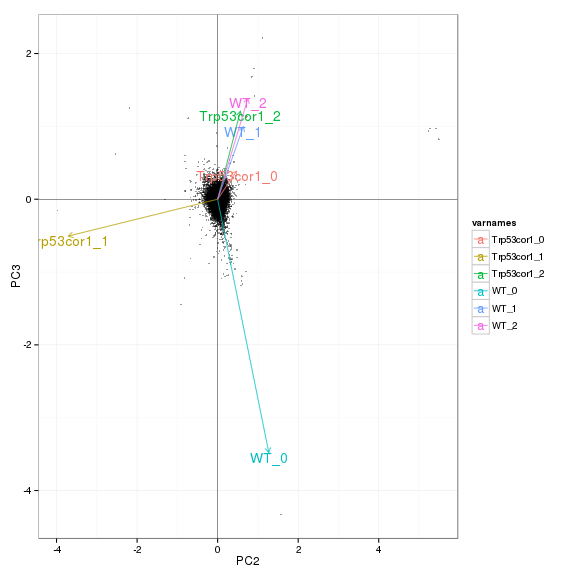 2
WT_2
Trp53cor1_2
WT_1
Trp53cor1_0
0
rp53cor1_1
PC3
-2
WT_0
-4
-4
-2
0
2
4
PC2
varnames
a Trp53cor1_0
a Trp53cor1_1
a Trp53cor1_2
a WT_0
a WT_1
a WT_2